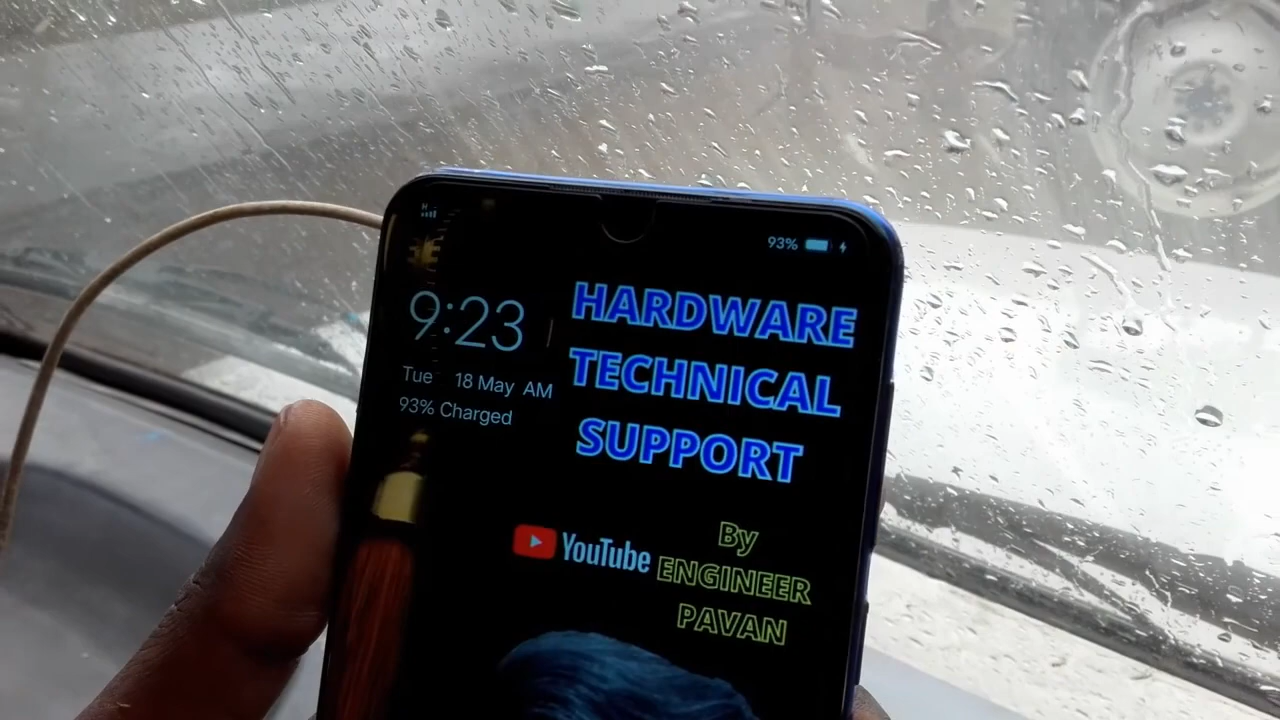 H
93%
9:23
Tue 18 May AM
93% Charged
HARDWARE
TECHNICAL
SUPPORT
YouTube
By
ENGINEER
PAVAN